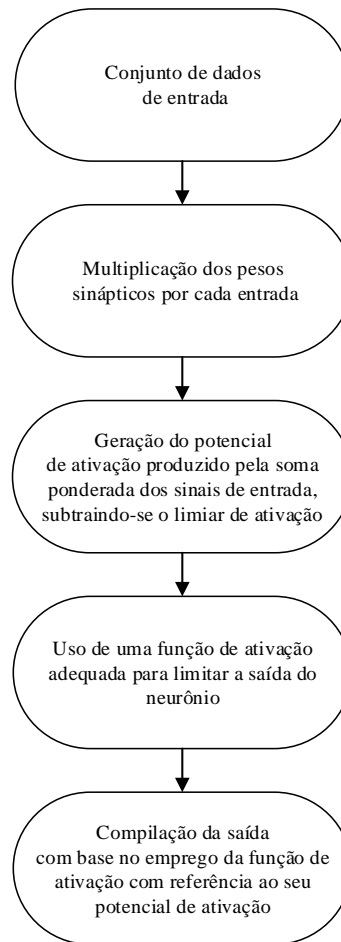 Conjunto de dados
de entrada
Multiplicação dos pesos
sinápticos por cada entrada
Geração do potencial
de ativação produzido pela soma
ponderada dos sinais de entrada,
subtraindo-se o limiar de ativação
Uso de uma função de ativação
adequada para limitar a saída do
neurônio
Compilação da saída
com base no emprego da função de
ativação com referência ao seu
potencial de ativação